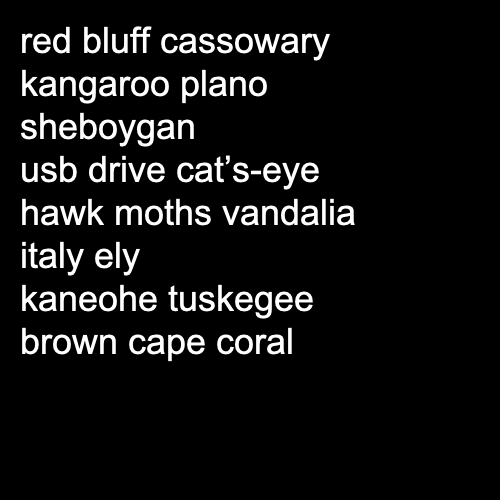 red bluff cassowary
kangaroo plano
sheboygan
usb drive cat’s-eye
hawk moths vandalia
italy ely
kaneohe tuskegee
brown cape coral